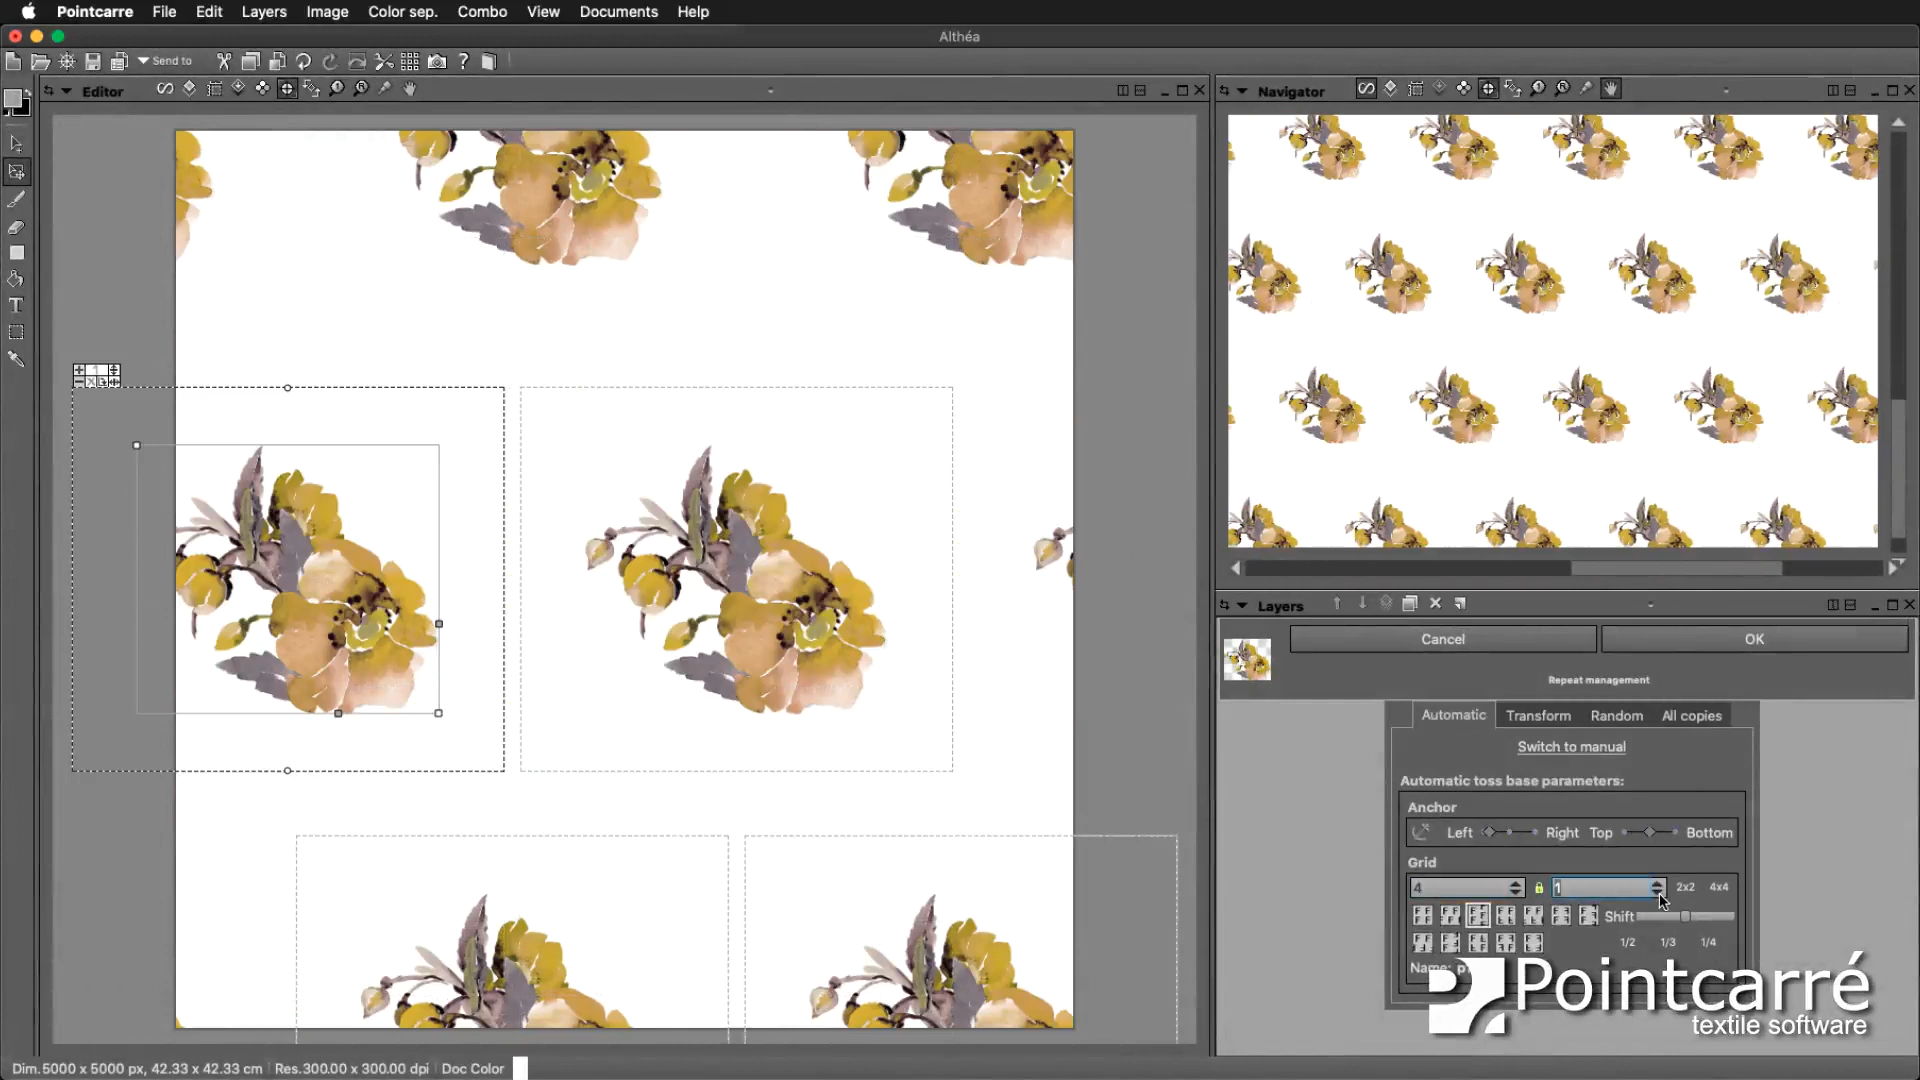 Pointcarre File Edit Layers Image Color sep. Combo View Documents Help
Althéa
Send to
Editor
Navigator
Layers
Cancel OK
Repeat management
Automatic Transform Random All copies
Switch to manual
Automatic toss base parameters:
Anchor
Left Right Top Bottom
Grid
4 1 2x2 4x4
Shift
1/2 1/3 1/4
Name:
Pointcarré
textile software
Dim.5000 x 5000 px, 42.33 x 42.33 cm Res.300.00 x 300.00 dpi Doc Color